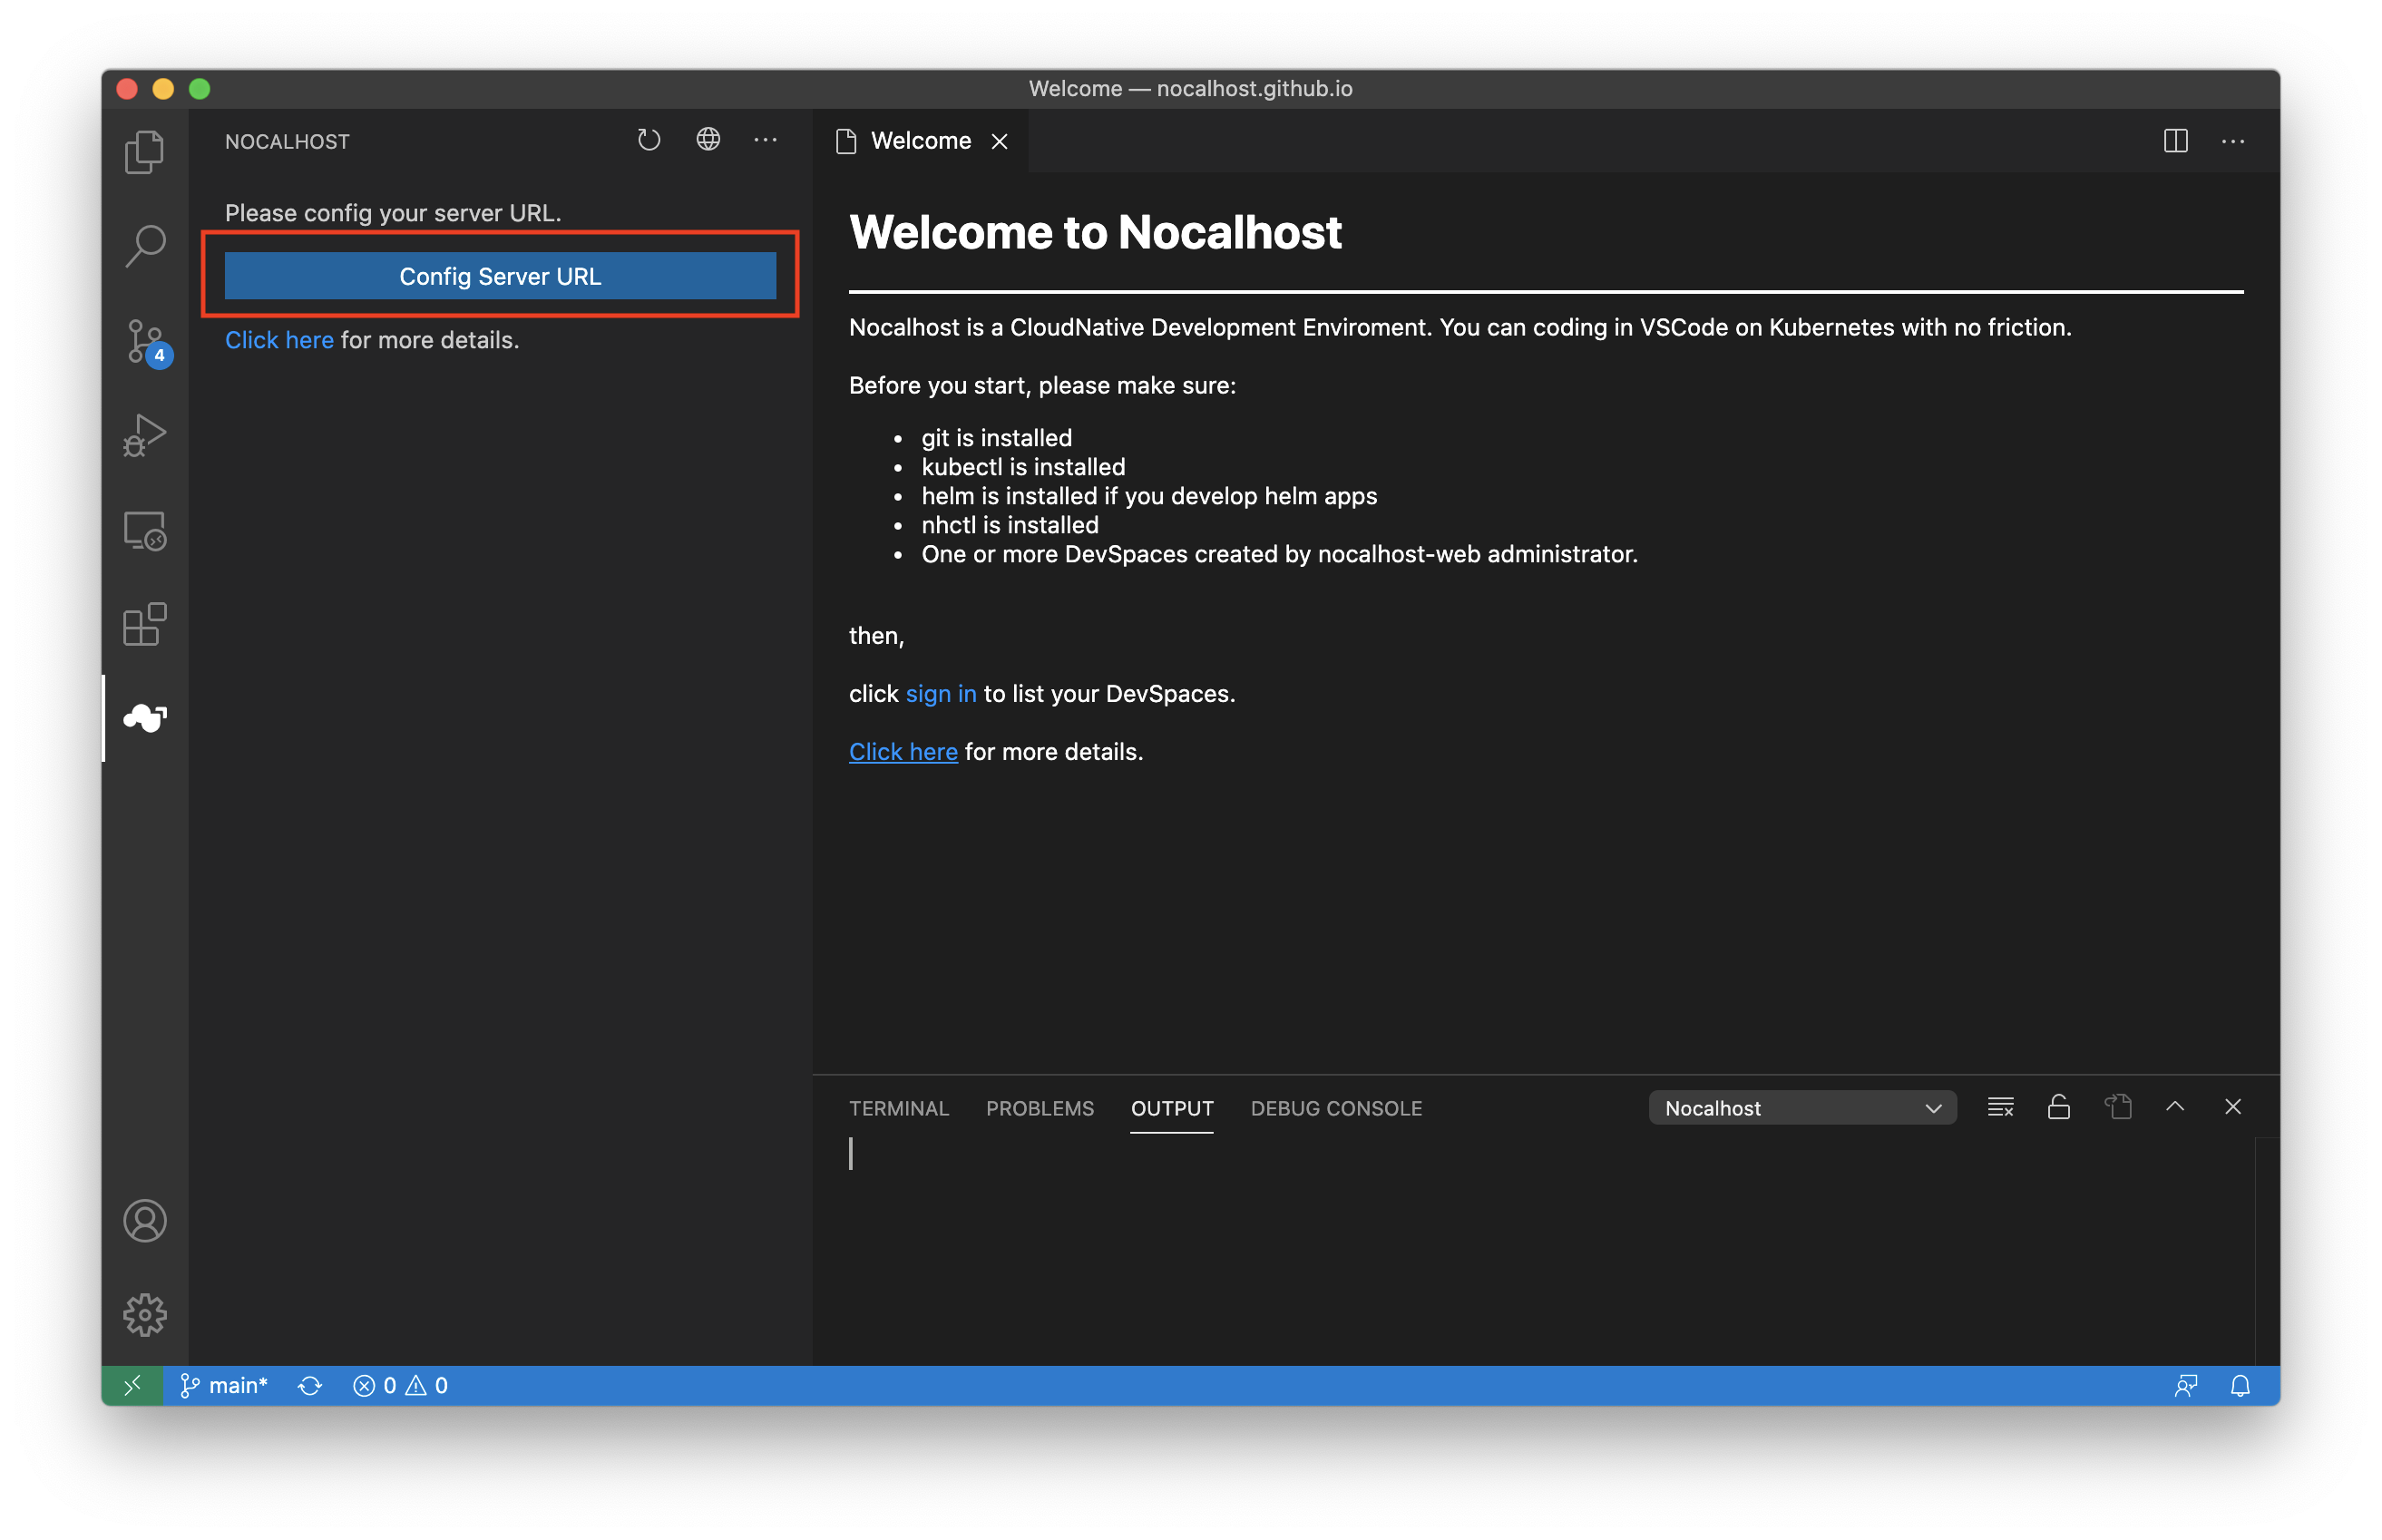 Welcome — nocalhost.github.io
NOCALHOST
Please config your server URL.
Config Server URL
Click here for more details.
4
Welcome
Welcome to Nocalhost
Nocalhost is a CloudNative Development Enviroment. You can coding in VSCode on Kubernetes with no friction.
Before you start, please make sure:
• git is installed
• kubectl is installed
• helm is installed if you develop helm apps
• nhctl is installed
• One or more DevSpaces created by nocalhost-web administrator.
then,
click sign in to list your DevSpaces.
Click here for more details.
TERMINAL PROBLEMS OUTPUT DEBUG CONSOLE Nocalhost
main* 0 0